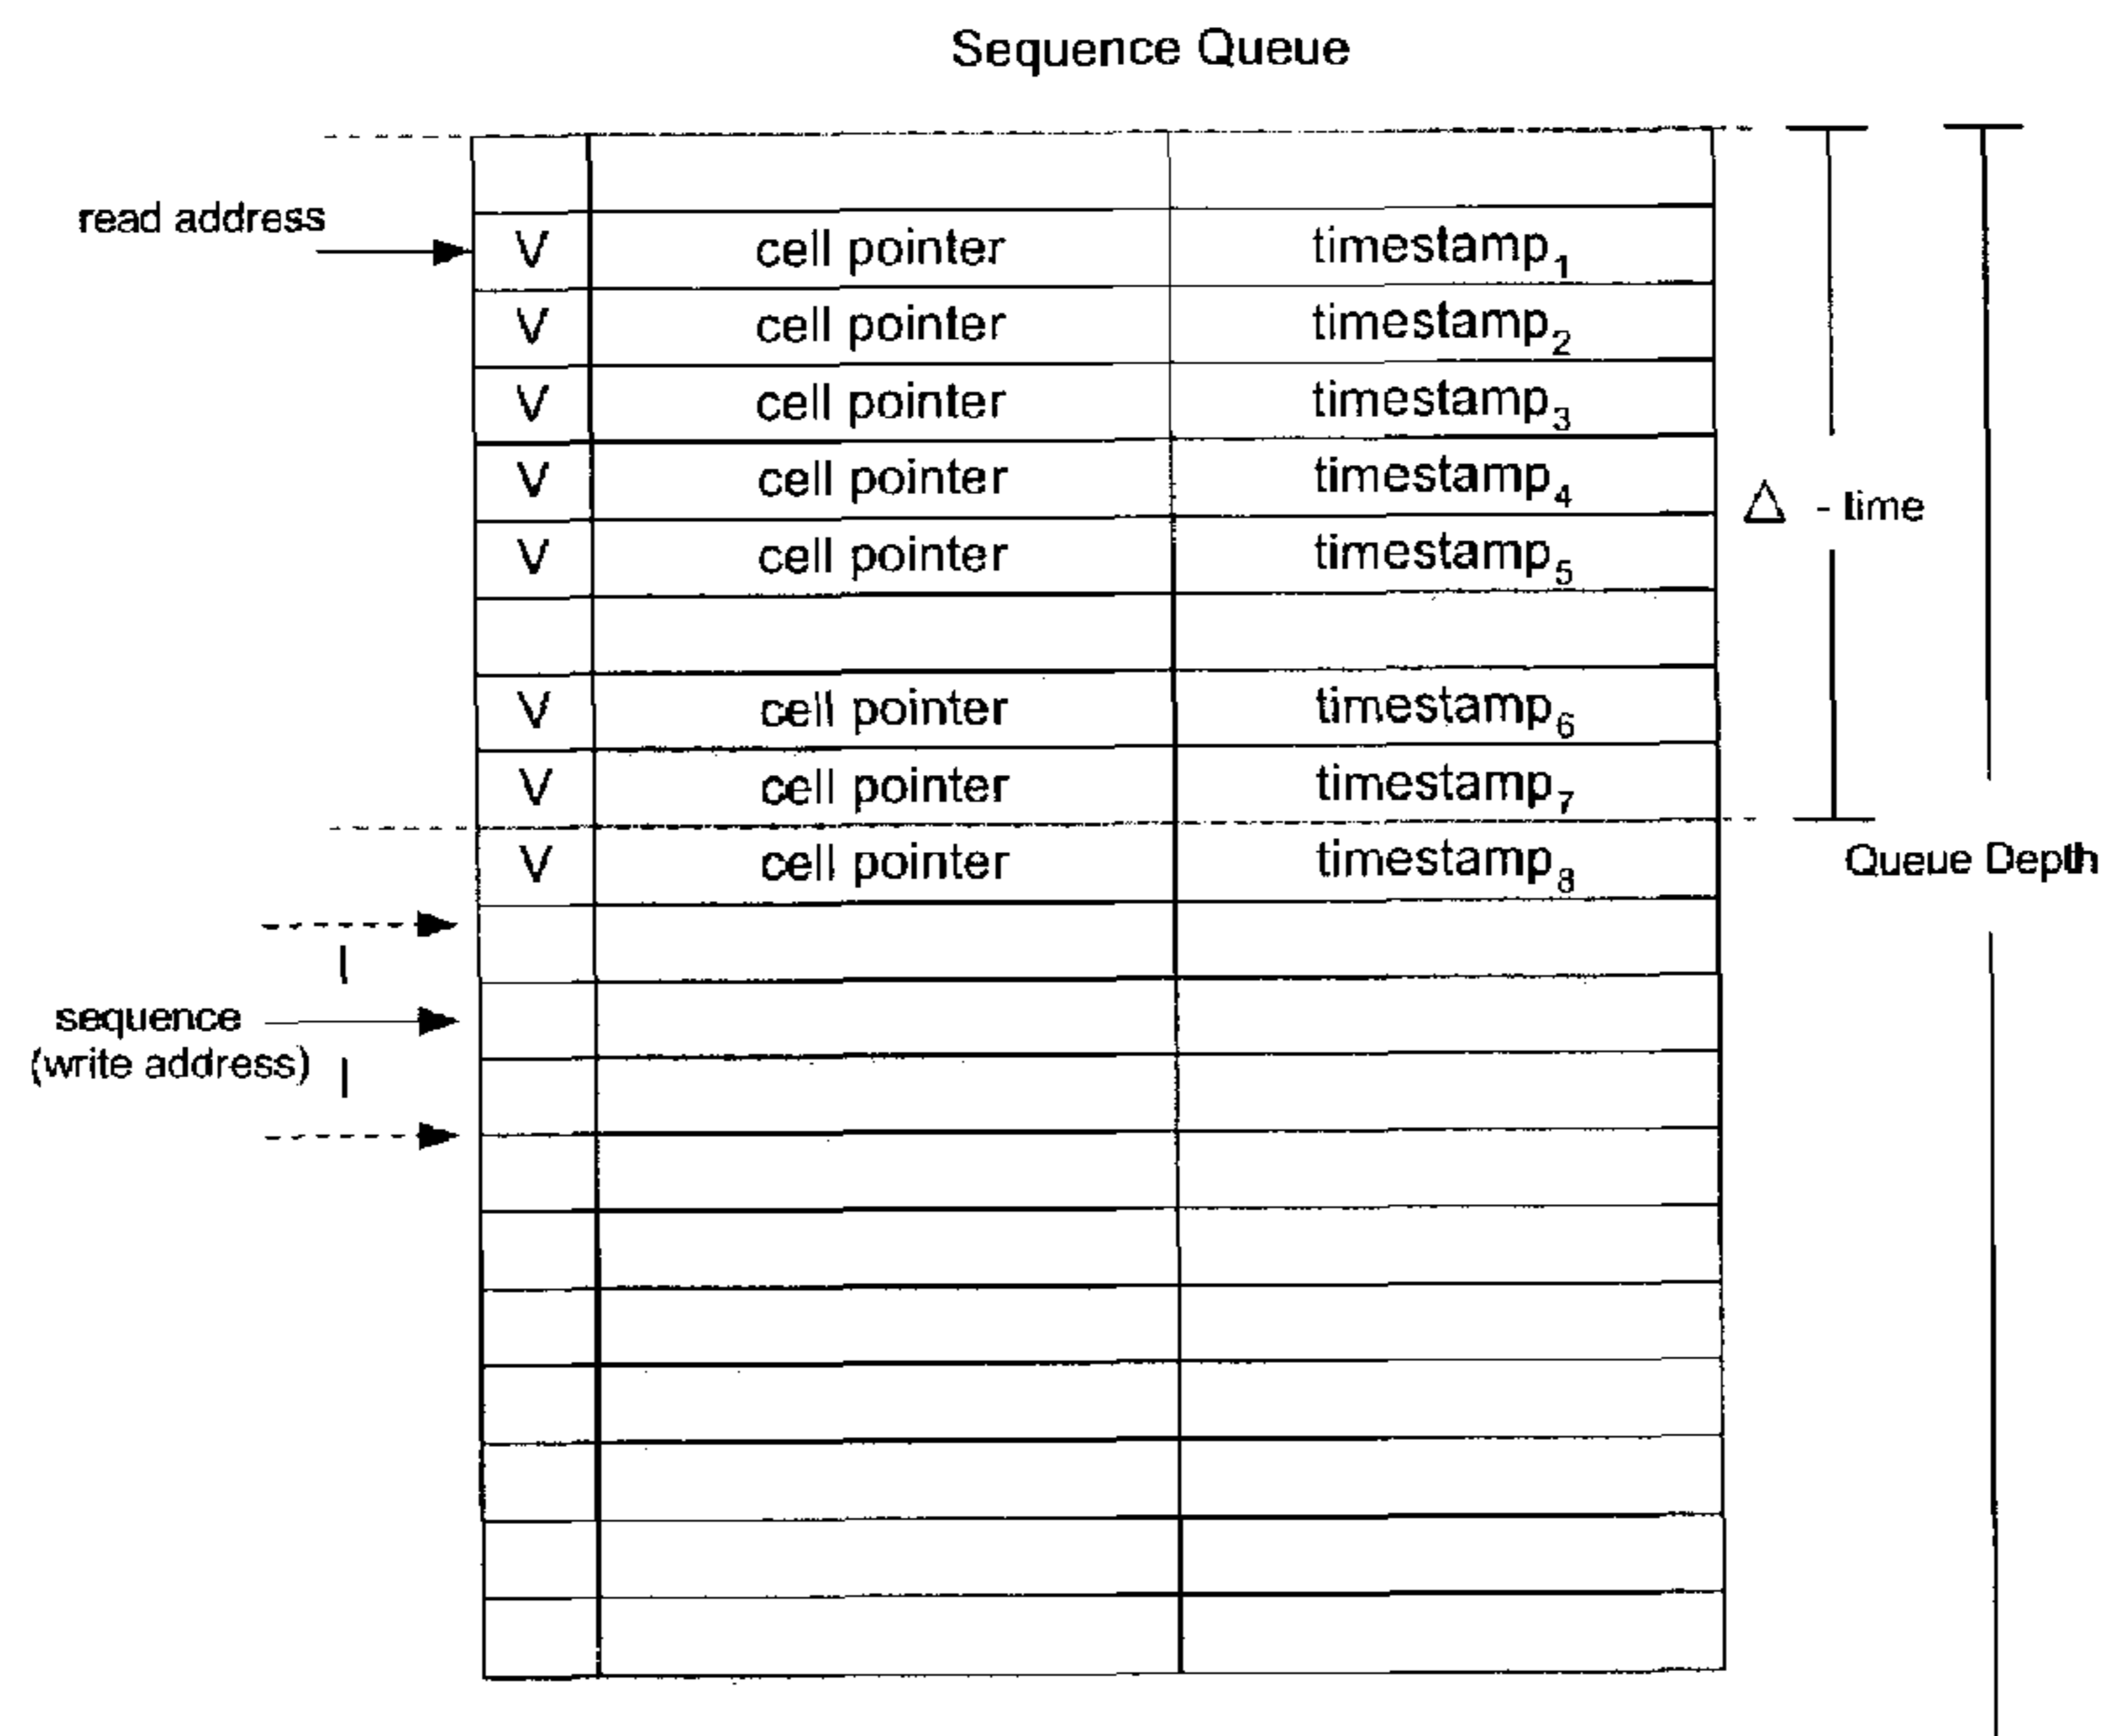 Sequence Queue
read address
V cell pointer timestamp₁
V cell pointer timestamp₂
V cell pointer timestamp₃
V cell pointer timestamp₄
V cell pointer timestamp₅
Δ - time
V cell pointer timestamp₆
V cell pointer timestamp₇
V cell pointer timestamp₈
Queue Depth
sequence
(write address)